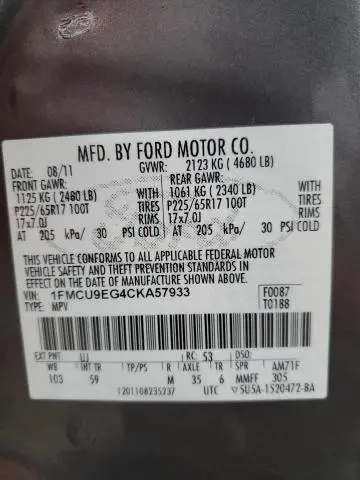 MFD. BY FORD MOTOR CO.
DATE: 08/11 GVWR: 2123 KG (4680 LB)
FRONT GAWR: REAR GAWR:
1125 KG (2480 LB) 1061 KG (2340 LB)
P225/65R17 100T WITH TIRES P225/65R17 100T WITH TIRES
17x7.0J RIMS 17x7.0J RIMS
AT 205 kPa/ 30 PSI COLD AT 205 kPa/ 30 PSI COLD
THIS VEHICLE CONFORMS TO ALL APPLICABLE FEDERAL MOTOR
VEHICLE SAFETY AND THEFT PREVENTION STANDARDS IN
EFFECT ON THE DATE OF MANUFACTURE SHOWN ABOVE.
VIN: 1FMCU9EG4CKA57933 F0087
TYPE: MPV T0188
EXT PNT: UJ RC: 53 DSO:
WB INT TR TP/PS R AXLE TR SPR AM71F
103 59 M 35 6 MMFF 305
1201108235237 UTC 5U5A-1520472-BA